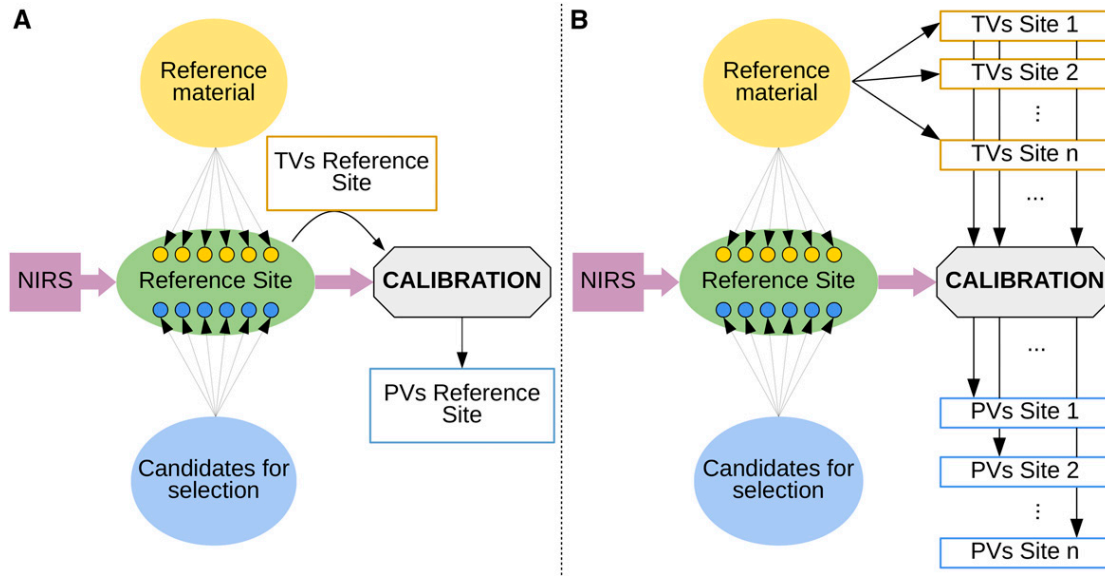 A
Reference
material
TVs Reference
Site
NIRS
Reference Site
CALIBRATION
PVs Reference
Site
Candidates for
selection
B
Reference
material
TVs Site 1
TVs Site 2
⋮
TVs Site n
...
NIRS
Reference Site
CALIBRATION
...
PVs Site 1
PVs Site 2
⋮
PVs Site n
Candidates for
selection